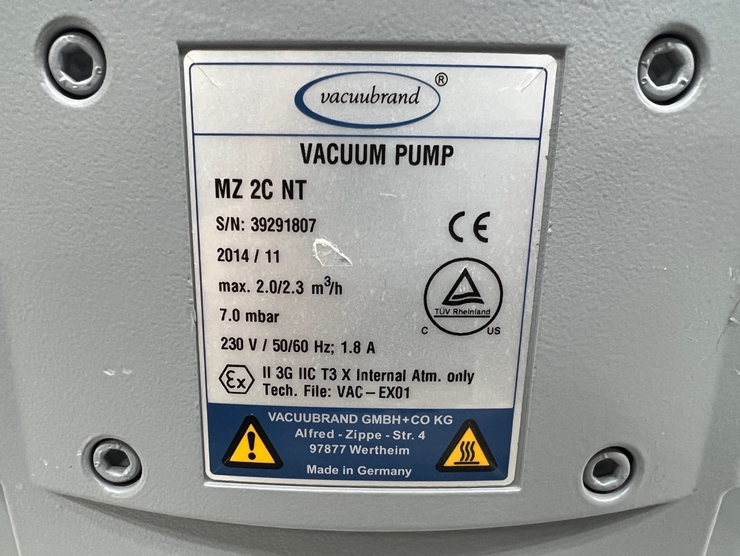 vacuubrand ®
VACUUM PUMP
MZ 2C NT
S/N: 39291807
CE
2014 / 11
max. 2.0/2.3 m³/h
7.0 mbar
TÜV Rheinland
C US
230 V / 50/60 Hz; 1.8 A
Ex II 3G IIC T3 X Internal Atm. only
Tech. File: VAC-EX01
VACUUBRAND GMBH+CO KG
Alfred - Zippe - Str. 4
97877 Wertheim
Made in Germany